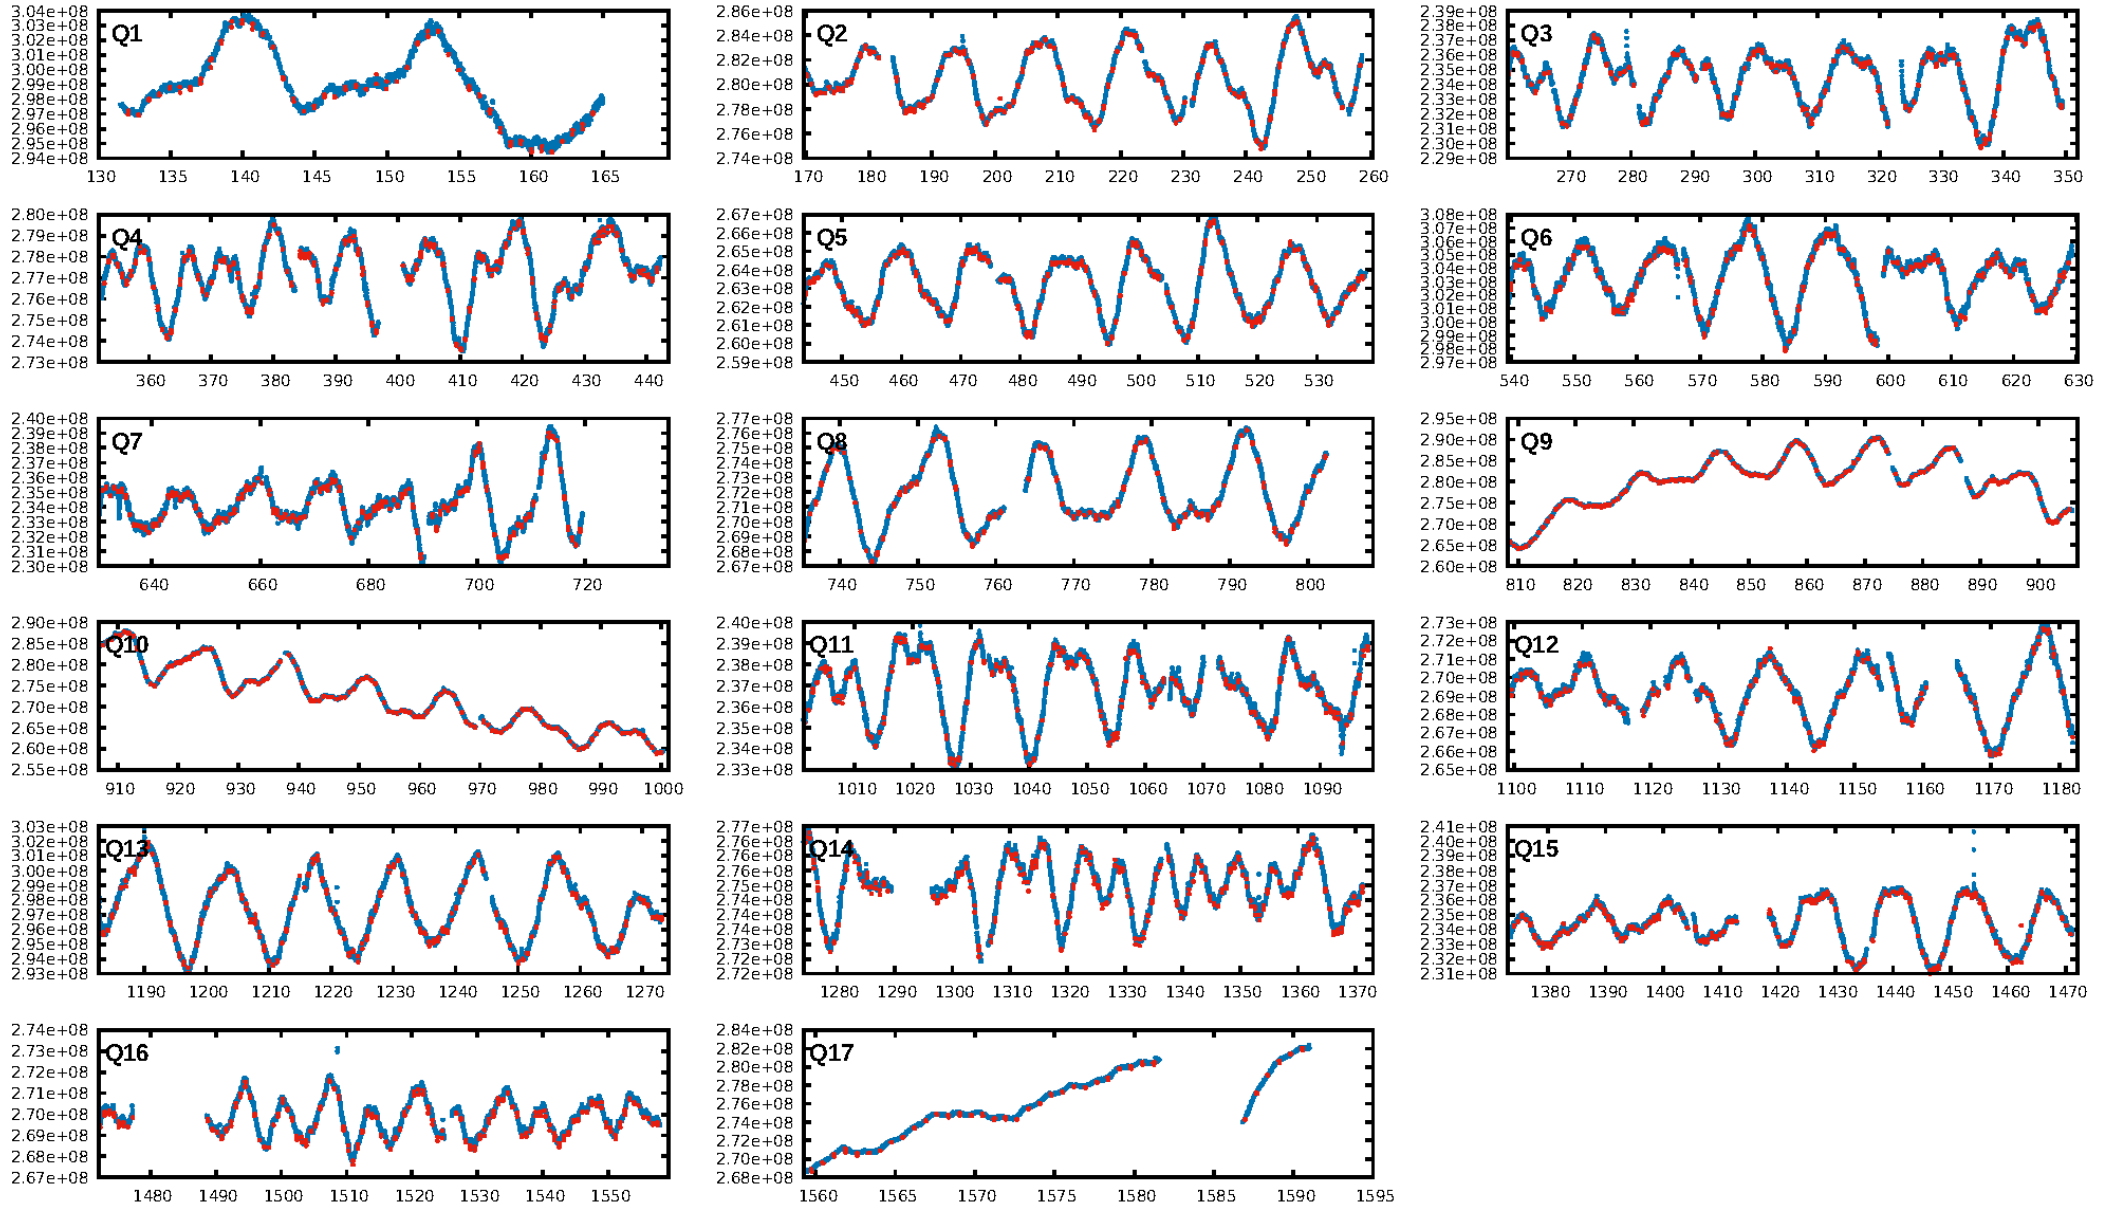 3.04e+08
3.03e+08
3.02e+08
3.01e+08
3.00e+08
2.99e+08
2.98e+08
2.97e+08
2.96e+08
2.95e+08
2.94e+08
Q1
130 135 140 145 150 155 160 165
2.86e+08
2.84e+08
2.82e+08
2.80e+08
2.78e+08
2.76e+08
2.74e+08
Q2
170 180 190 200 210 220 230 240 250 260
2.39e+08
2.38e+08
2.37e+08
2.36e+08
2.35e+08
2.34e+08
2.33e+08
2.32e+08
2.31e+08
2.30e+08
2.29e+08
Q3
270 280 290 300 310 320 330 340 350
2.80e+08
2.79e+08
2.78e+08
2.77e+08
2.76e+08
2.75e+08
2.74e+08
2.73e+08
Q4
360 370 380 390 400 410 420 430 440
2.67e+08
2.66e+08
2.65e+08
2.64e+08
2.63e+08
2.62e+08
2.61e+08
2.60e+08
2.59e+08
Q5
450 460 470 480 490 500 510 520 530
3.08e+08
3.07e+08
3.06e+08
3.05e+08
3.04e+08
3.03e+08
3.02e+08
3.01e+08
3.00e+08
2.99e+08
2.98e+08
2.97e+08
Q6
540 550 560 570 580 590 600 610 620 630
2.40e+08
2.39e+08
2.38e+08
2.37e+08
2.36e+08
2.35e+08
2.34e+08
2.33e+08
2.32e+08
2.31e+08
2.30e+08
Q7
640 660 680 700 720
2.77e+08
2.76e+08
2.75e+08
2.74e+08
2.73e+08
2.72e+08
2.71e+08
2.70e+08
2.69e+08
2.68e+08
2.67e+08
Q8
740 750 760 770 780 790 800
2.95e+08
2.90e+08
2.85e+08
2.80e+08
2.75e+08
2.70e+08
2.65e+08
2.60e+08
Q9
810 820 830 840 850 860 870 880 890 900
2.90e+08
2.85e+08
2.80e+08
2.75e+08
2.70e+08
2.65e+08
2.60e+08
2.55e+08
Q10
910 920 930 940 950 960 970 980 990 1000
2.40e+08
2.39e+08
2.38e+08
2.37e+08
2.36e+08
2.35e+08
2.34e+08
2.33e+08
Q11
1010 1020 1030 1040 1050 1060 1070 1080 1090
2.73e+08
2.72e+08
2.71e+08
2.70e+08
2.69e+08
2.68e+08
2.67e+08
2.66e+08
2.65e+08
Q12
1100 1110 1120 1130 1140 1150 1160 1170 1180
3.03e+08
3.02e+08
3.01e+08
3.00e+08
2.99e+08
2.98e+08
2.97e+08
2.96e+08
2.95e+08
2.94e+08
2.93e+08
Q13
1190 1200 1210 1220 1230 1240 1250 1260 1270
2.77e+08
2.76e+08
2.76e+08
2.75e+08
2.75e+08
2.74e+08
2.74e+08
2.73e+08
2.73e+08
2.72e+08
2.72e+08
Q14
1280 1290 1300 1310 1320 1330 1340 1350 1360 1370
2.41e+08
2.40e+08
2.39e+08
2.38e+08
2.37e+08
2.36e+08
2.35e+08
2.34e+08
2.33e+08
2.32e+08
2.31e+08
Q15
1380 1390 1400 1410 1420 1430 1440 1450 1460 1470
2.74e+08
2.73e+08
2.72e+08
2.71e+08
2.70e+08
2.69e+08
2.68e+08
2.67e+08
Q16
1480 1490 1500 1510 1520 1530 1540 1550
2.84e+08
2.82e+08
2.80e+08
2.78e+08
2.76e+08
2.74e+08
2.72e+08
2.70e+08
2.68e+08
Q17
1560 1565 1570 1575 1580 1585 1590 1595